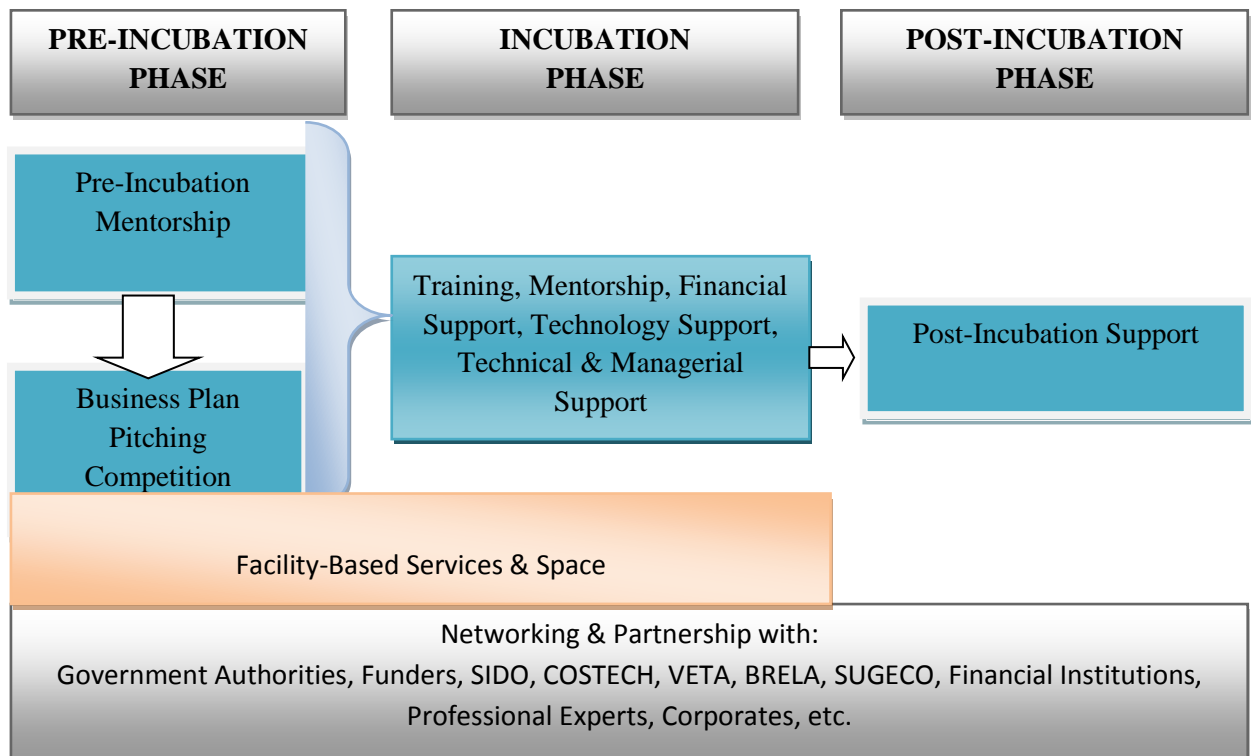 PRE-INCUBATION
PHASE
INCUBATION
PHASE
POST-INCUBATION
PHASE
Pre-Incubation
Mentorship
Business Plan
Pitching
Competition
Training, Mentorship, Financial
Support, Technology Support,
Technical & Managerial
Support
Post-Incubation Support
Facility-Based Services & Space
Networking & Partnership with:
Government Authorities, Funders, SIDO, COSTECH, VETA, BRELA, SUGECO, Financial Institutions,
Professional Experts, Corporates, etc.